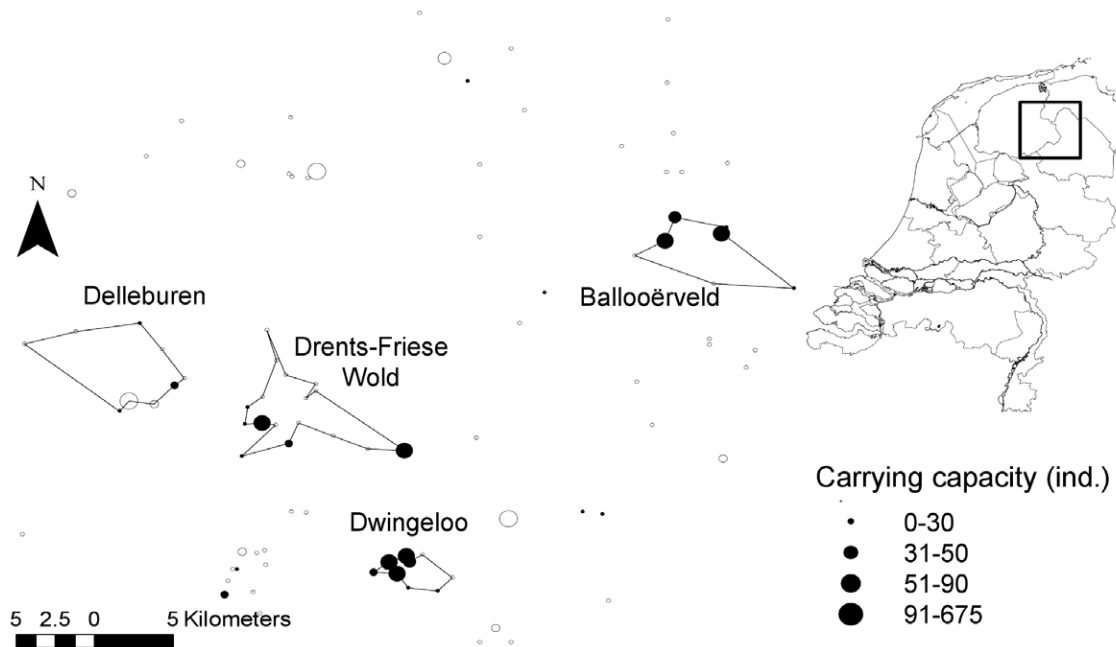 N
Delleburen
Ballooërveld
Drents-Friese
Wold
Dwingeloo
Carrying capacity (ind.)
0-30
31-50
51-90
91-675
5 2.5 0 5 Kilometers